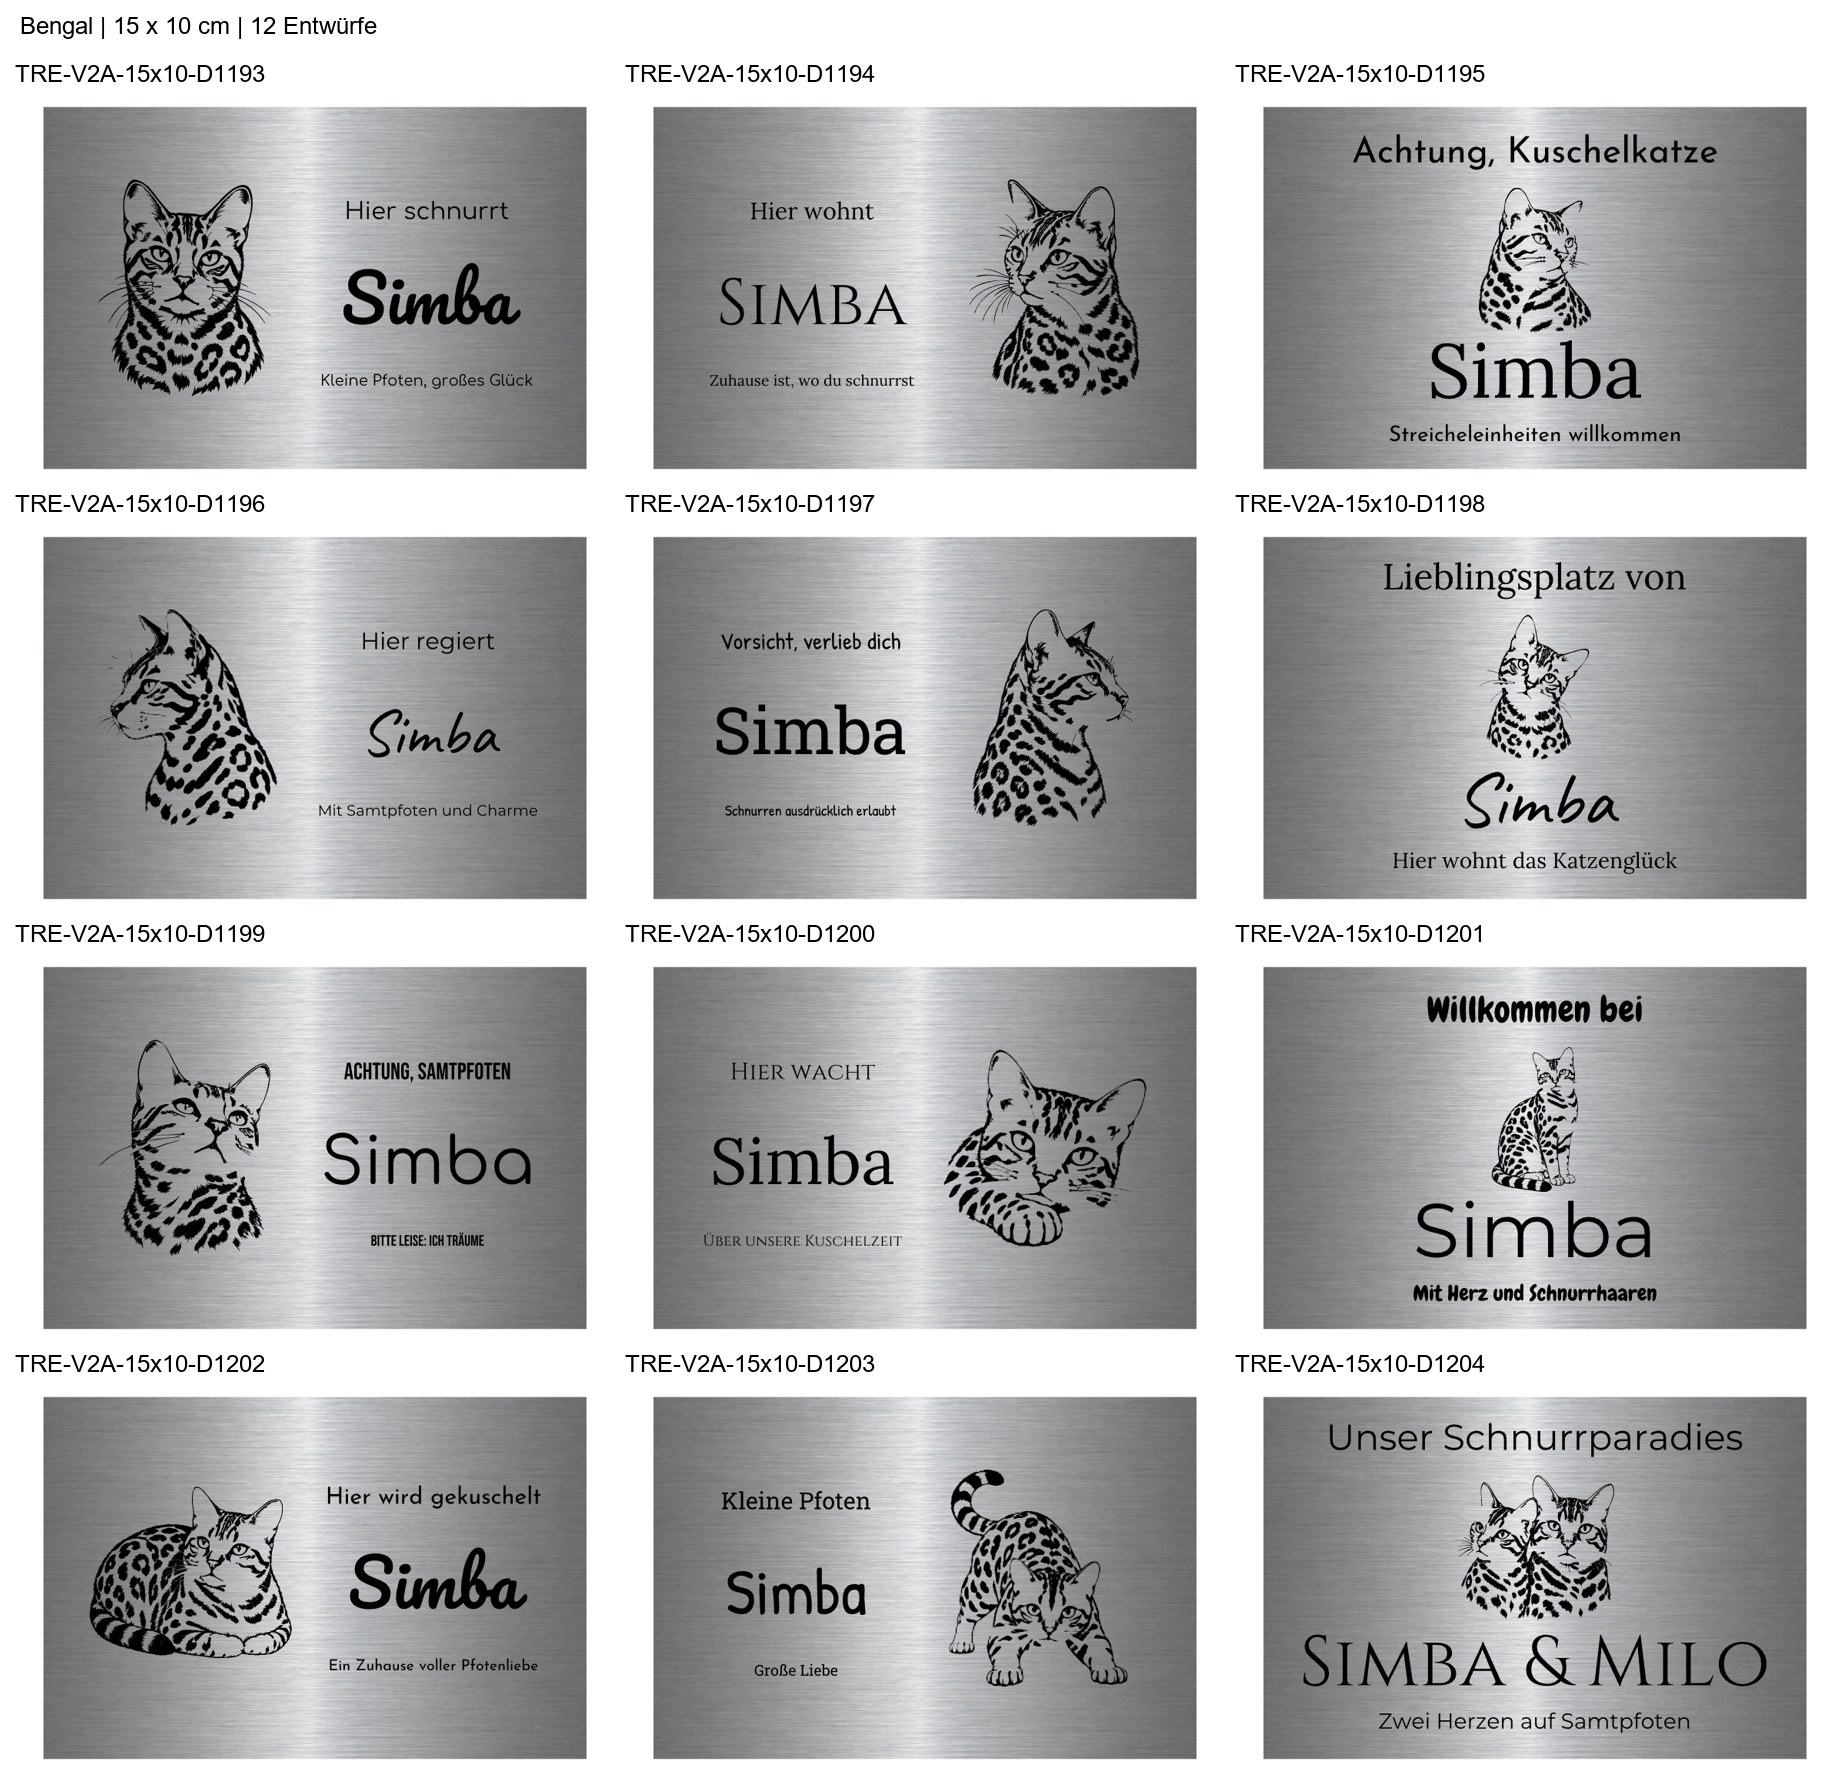 Bengal | 15 x 10 cm | 12 Entwürfe
TRE-V2A-15x10-D1193
Hier schnurrt
Simba
Kleine Pfoten, großes Glück
TRE-V2A-15x10-D1194
Hier wohnt
Simba
Zuhause ist, wo du schnurrst
TRE-V2A-15x10-D1195
Achtung, Kuschelkatze
Simba
Streicheleinheiten willkommen
TRE-V2A-15x10-D1196
Hier regiert
Simba
Mit Samtpfoten und Charme
TRE-V2A-15x10-D1197
Vorsicht, verlieb dich
Simba
Schnurren ausdrücklich erlaubt
TRE-V2A-15x10-D1198
Lieblingsplatz von
Simba
Hier wohnt das Katzenglück
TRE-V2A-15x10-D1199
ACHTUNG, SAMTPFOTEN
Simba
BITTE LEISE: ICH TRÄUME
TRE-V2A-15x10-D1200
Hier wacht
Simba
Über unsere Kuschelzeit
TRE-V2A-15x10-D1201
Willkommen bei
Simba
Mit Herz und Schnurrhaaren
TRE-V2A-15x10-D1202
Hier wird gekuschelt
Simba
Ein Zuhause voller Pfotenliebe
TRE-V2A-15x10-D1203
Kleine Pfoten
Simba
Große Liebe
TRE-V2A-15x10-D1204
Unser Schnurrparadies
Simba & Milo
Zwei Herzen auf Samtpfoten